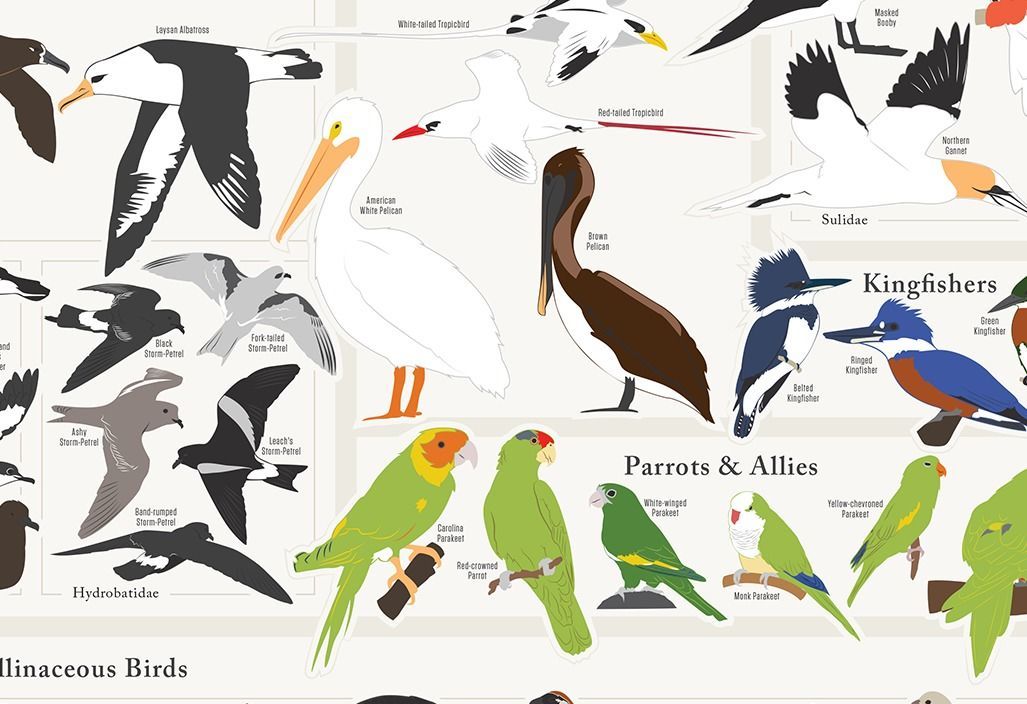 Laysan Albatross
White-tailed Tropicbird
Masked
Booby
Red-tailed Tropicbird
Northern
Gannet
American
White Pelican
Sulidae
Brown
Pelican
Kingfishers
Green
Kingfisher
Black
Storm-Petrel
Fork-tailed
Storm-Petrel
Ringed
Kingfisher
Belted
Kingfisher
Ashy
Storm-Petrel
Leach's
Storm-Petrel
Parrots & Allies
Band-rumped
Storm-Petrel
Carolina
Parakeet
White-winged
Parakeet
Yellow-chevroned
Parakeet
Red-crowned
Parrot
Monk Parakeet
Hydrobatidae
llinaceous Birds